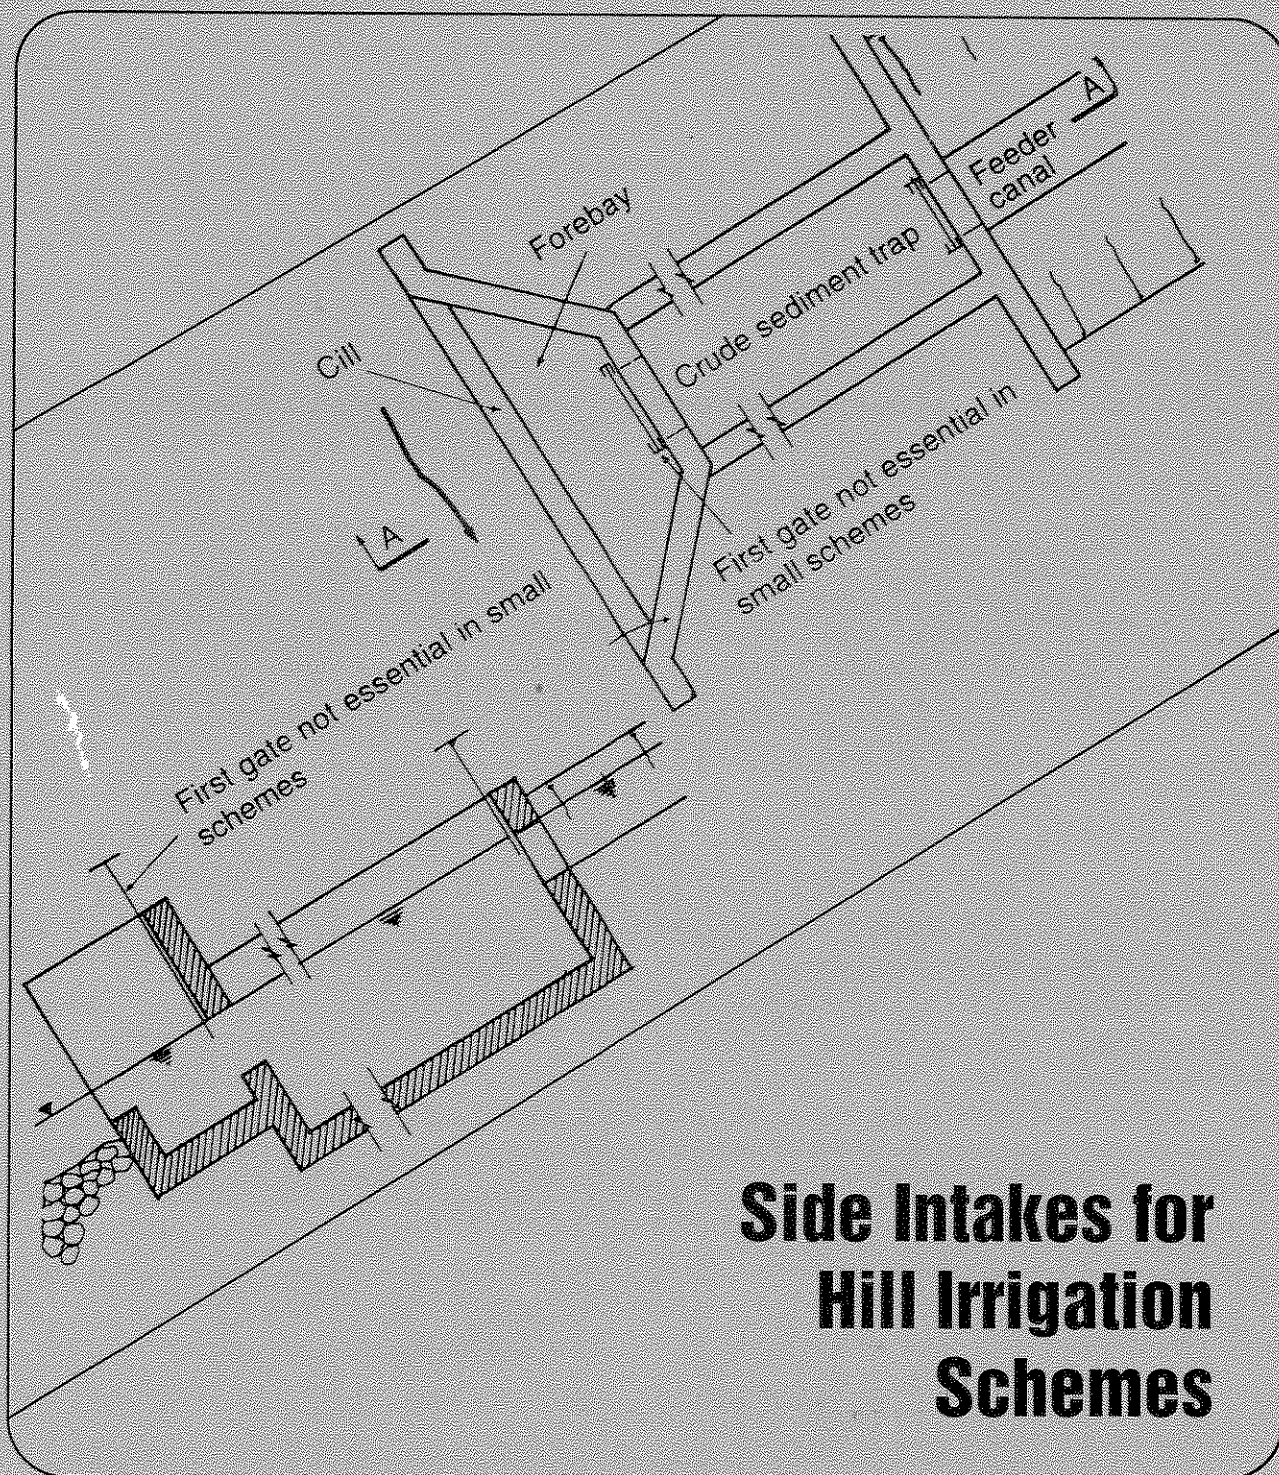 A
Feeder
canal
Forebay
Crude sediment trap
Cill
First gate not essential in
small schemes
A
First gate not essential in small
schemes
Side Intakes for
Hill Irrigation
Schemes